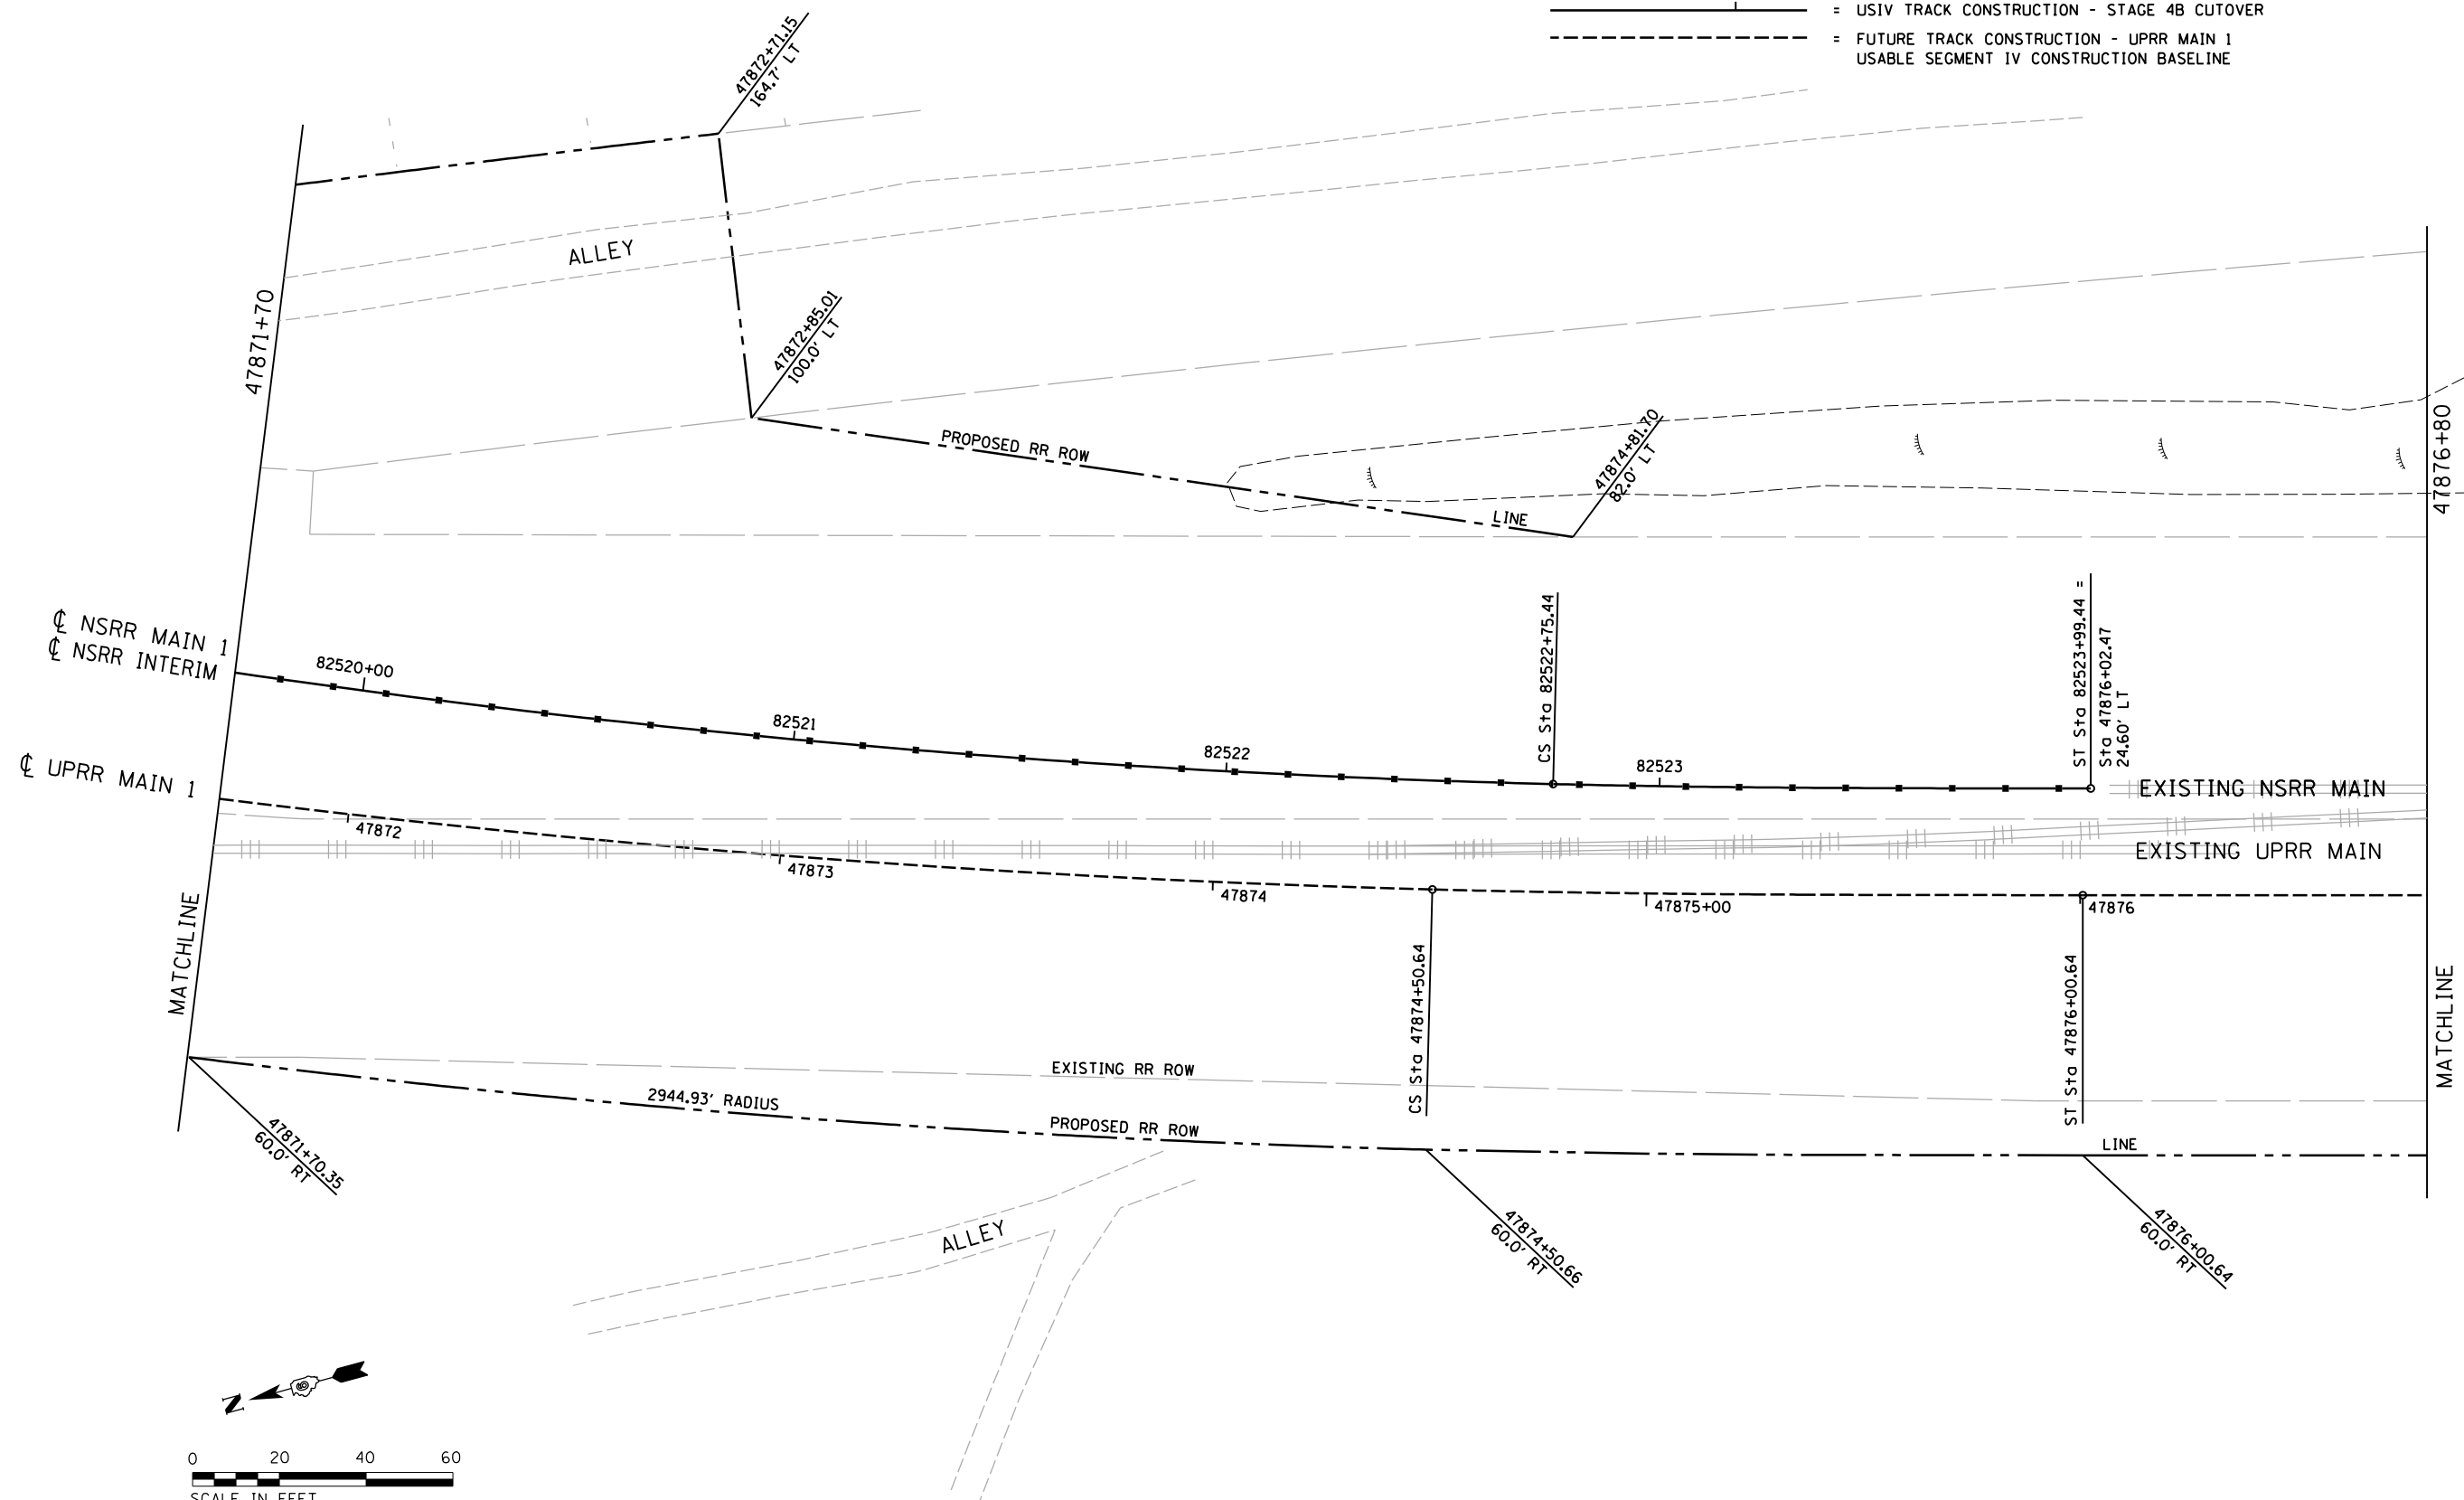 = USIV TRACK CONSTRUCTION - STAGE 4B CUTOVER
= FUTURE TRACK CONSTRUCTION - UPRR MAIN 1
USABLE SEGMENT IV CONSTRUCTION BASELINE
47872+71.15
164.7' LT
ALLEY
47871+70
47872+85.01
100.0' LT
PROPOSED RR ROW
LINE
47874+81.70
82.0' LT
47876+80
℄ NSRR MAIN 1
℄ NSRR INTERIM
82520+00
82521
82522
CS Sta 82522+75.44
82523
ST Sta 82523+99.44 =
Sta 47876+02.47
24.60' LT
℄ UPRR MAIN 1
EXISTING NSRR MAIN
47872
47873
47874
47875+00
47876
EXISTING UPRR MAIN
MATCHLINE
CS Sta 47874+50.64
ST Sta 47876+00.64
MATCHLINE
EXISTING RR ROW
2944.93' RADIUS
PROPOSED RR ROW
LINE
47871+70.35
60.0' RT
ALLEY
47874+50.66
60.0' RT
47876+00.64
60.0' RT
N
0 20 40 60
SCALE IN FEET